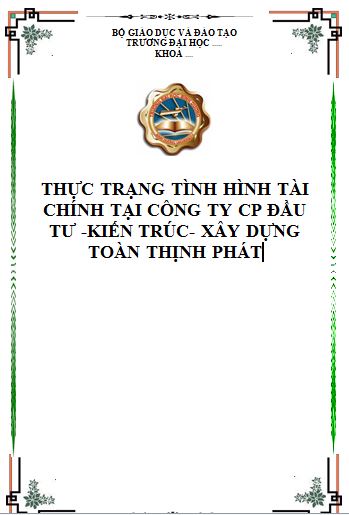 BỘ GIÁO DỤC VÀ ĐÀO TẠO
TRƯỜNG ĐẠI HỌC .....
KHOA ....
THỰC TRẠNG TÌNH HÌNH TÀI
CHÍNH TẠI CÔNG TY CP ĐẦU
TƯ -KIẾN TRÚC- XÂY DỰNG
TOÀN THỊNH PHÁT